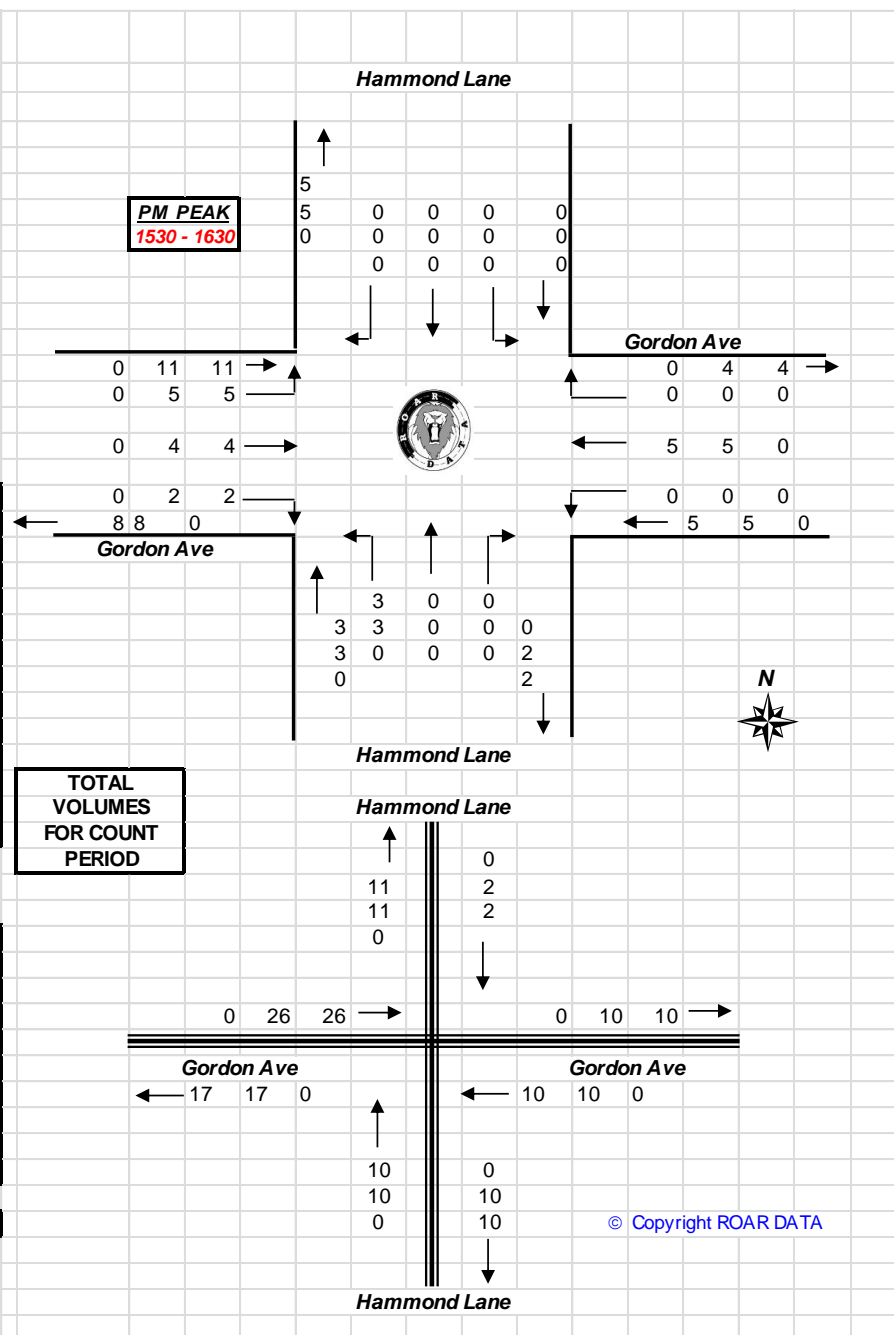 Hammond Lane
5
PM PEAK 5 0 0 0 0
1530 - 1630 0 0 0 0 0
0 0 0 0
Gordon Ave
0 11 11 0 4 4
0 5 5 0 0 0
ROAR DATA
0 4 4 5 5 0
0 2 2 0 0 0
8 8 0 5 5 0
Gordon Ave
3 0 0
3 3 0 0 0
3 0 0 0 2
0 2
N
Hammond Lane
TOTAL
VOLUMES
FOR COUNT
PERIOD
Hammond Lane
0
11 2
11 2
0
0 26 26 0 10 10
Gordon Ave Gordon Ave
17 17 0 10 10 0
10 0
10 10
0 10
© Copyright ROAR DATA
Hammond Lane